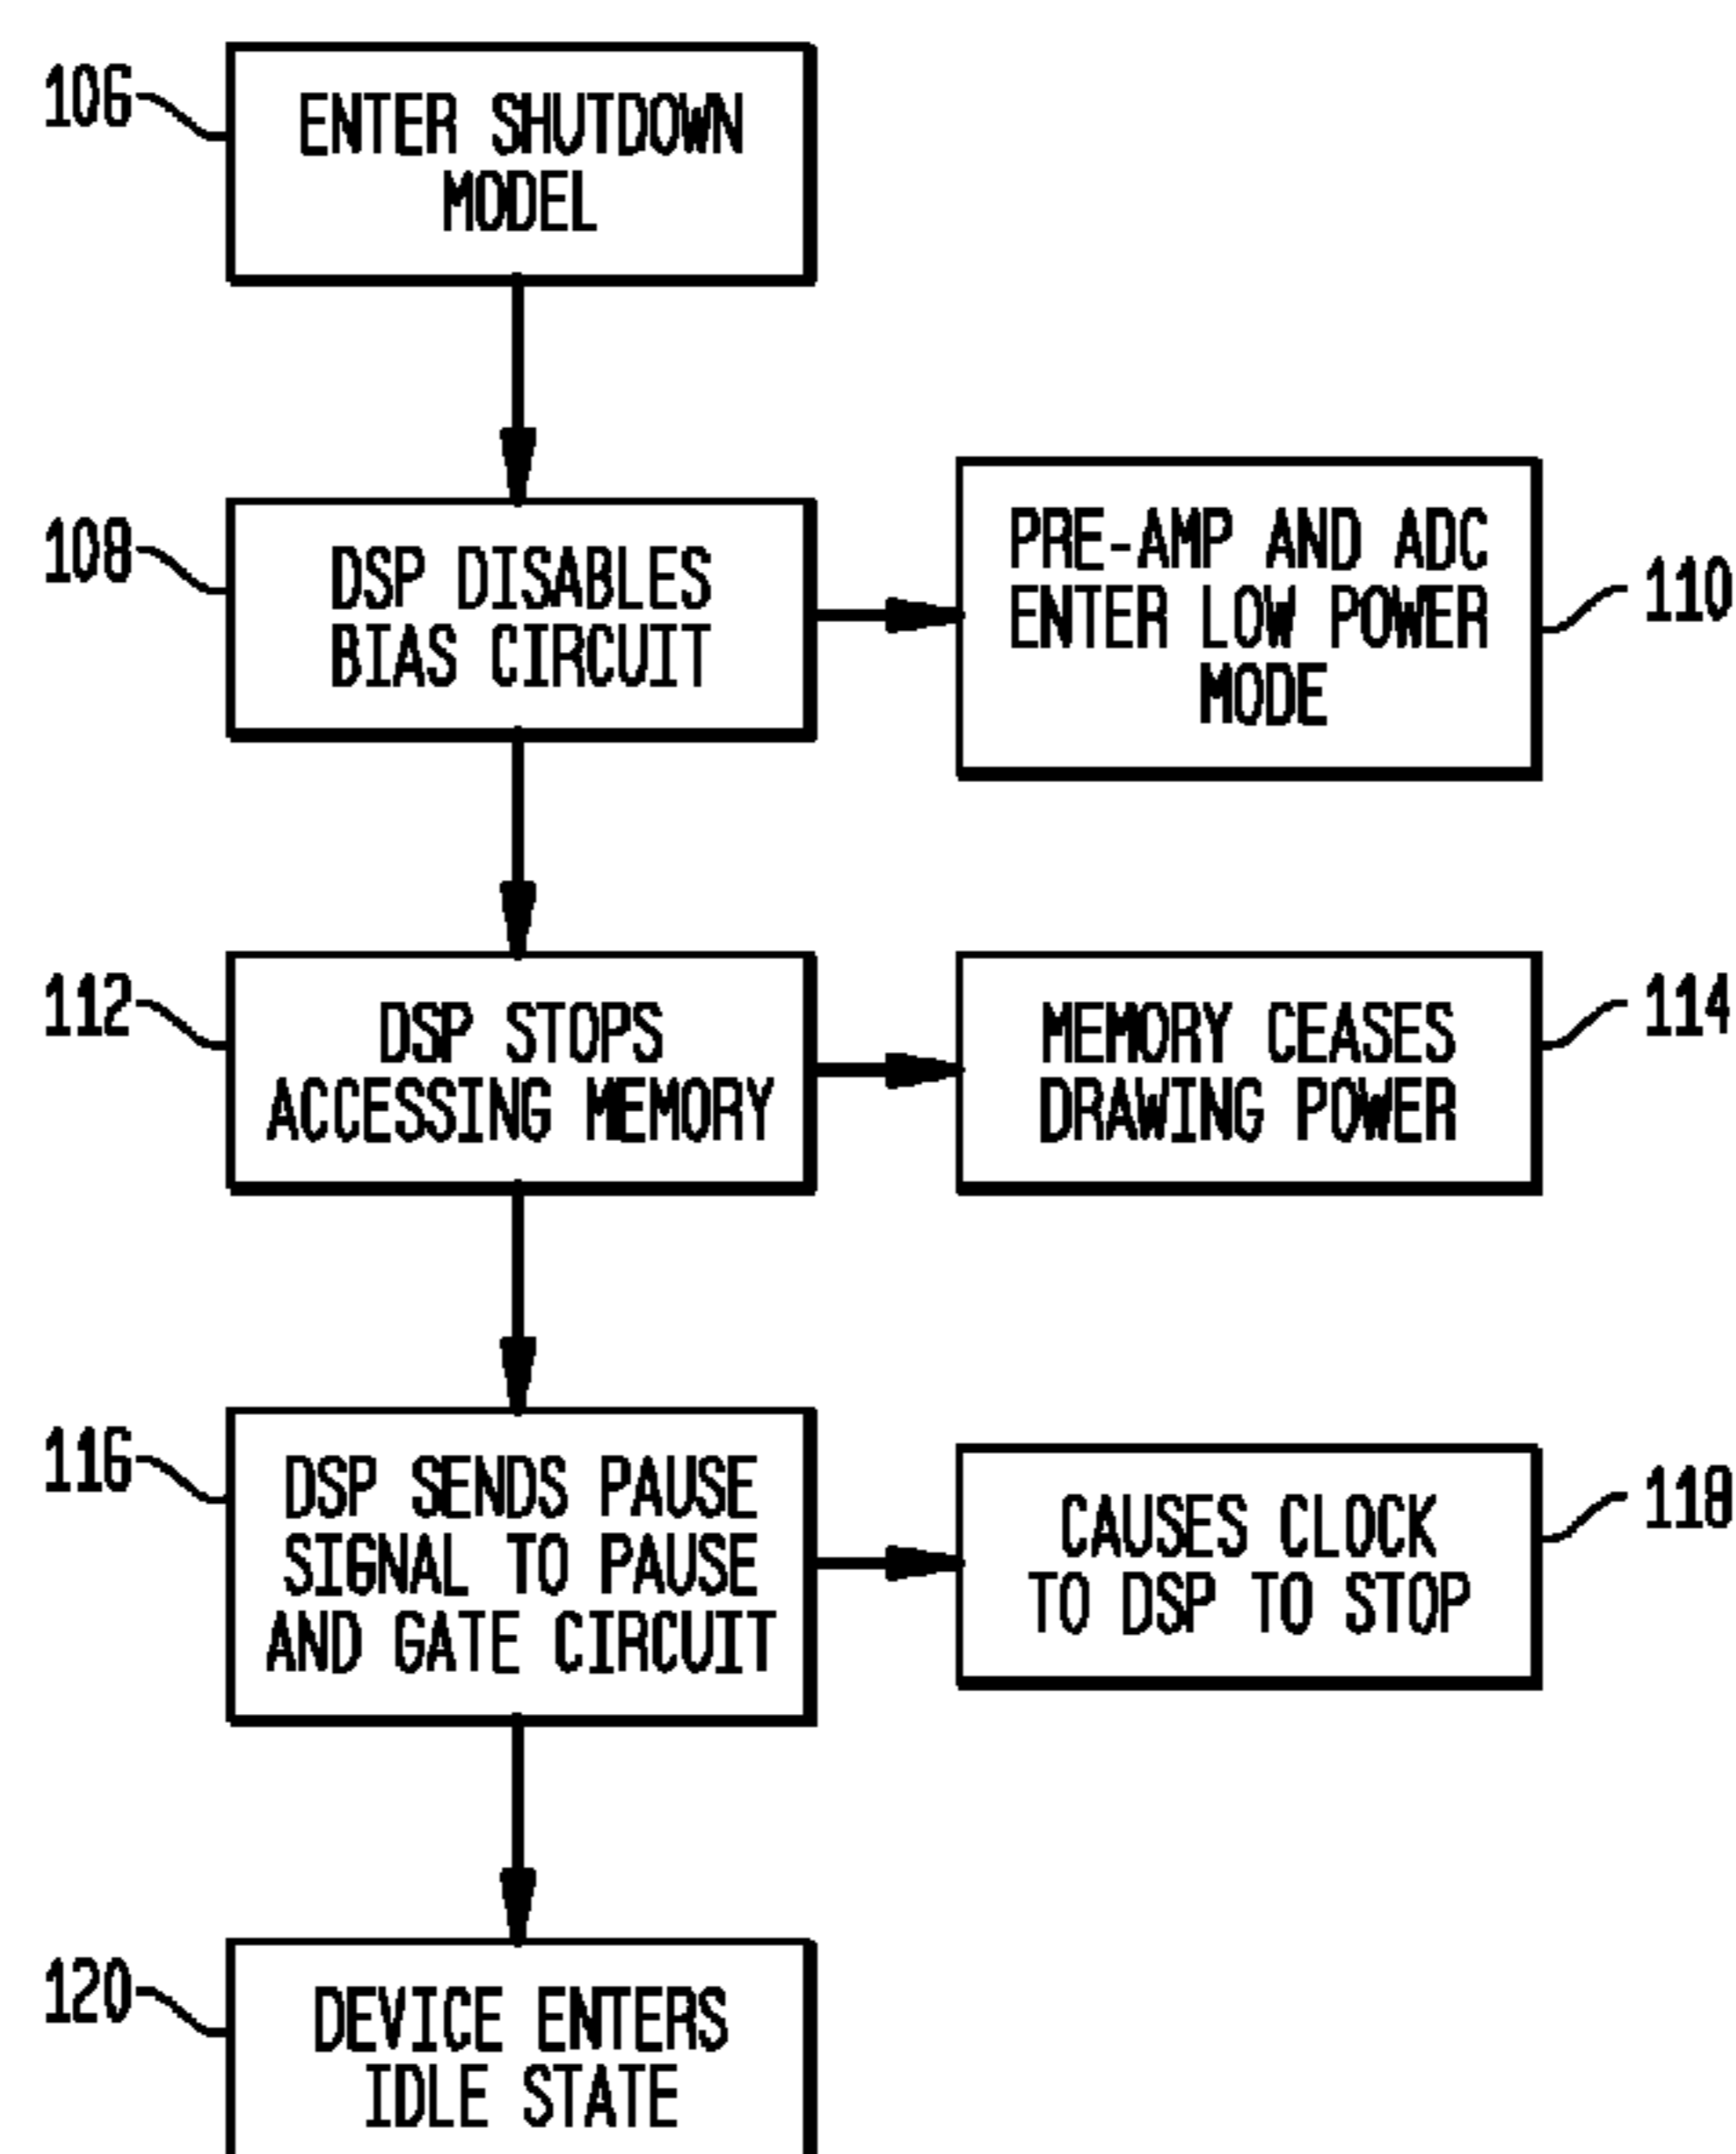 106
ENTER SHUTDOWN
MODEL
108
DSP DISABLES
BIAS CIRCUIT
PRE-AMP AND ADC
ENTER LOW POWER
MODE
110
112
DSP STOPS
ACCESSING MEMORY
MEMORY CEASES
DRAWING POWER
114
116
DSP SENDS PAUSE
SIGNAL TO PAUSE
AND GATE CIRCUIT
CAUSES CLOCK
TO DSP TO STOP
118
120
DEVICE ENTERS
IDLE STATE